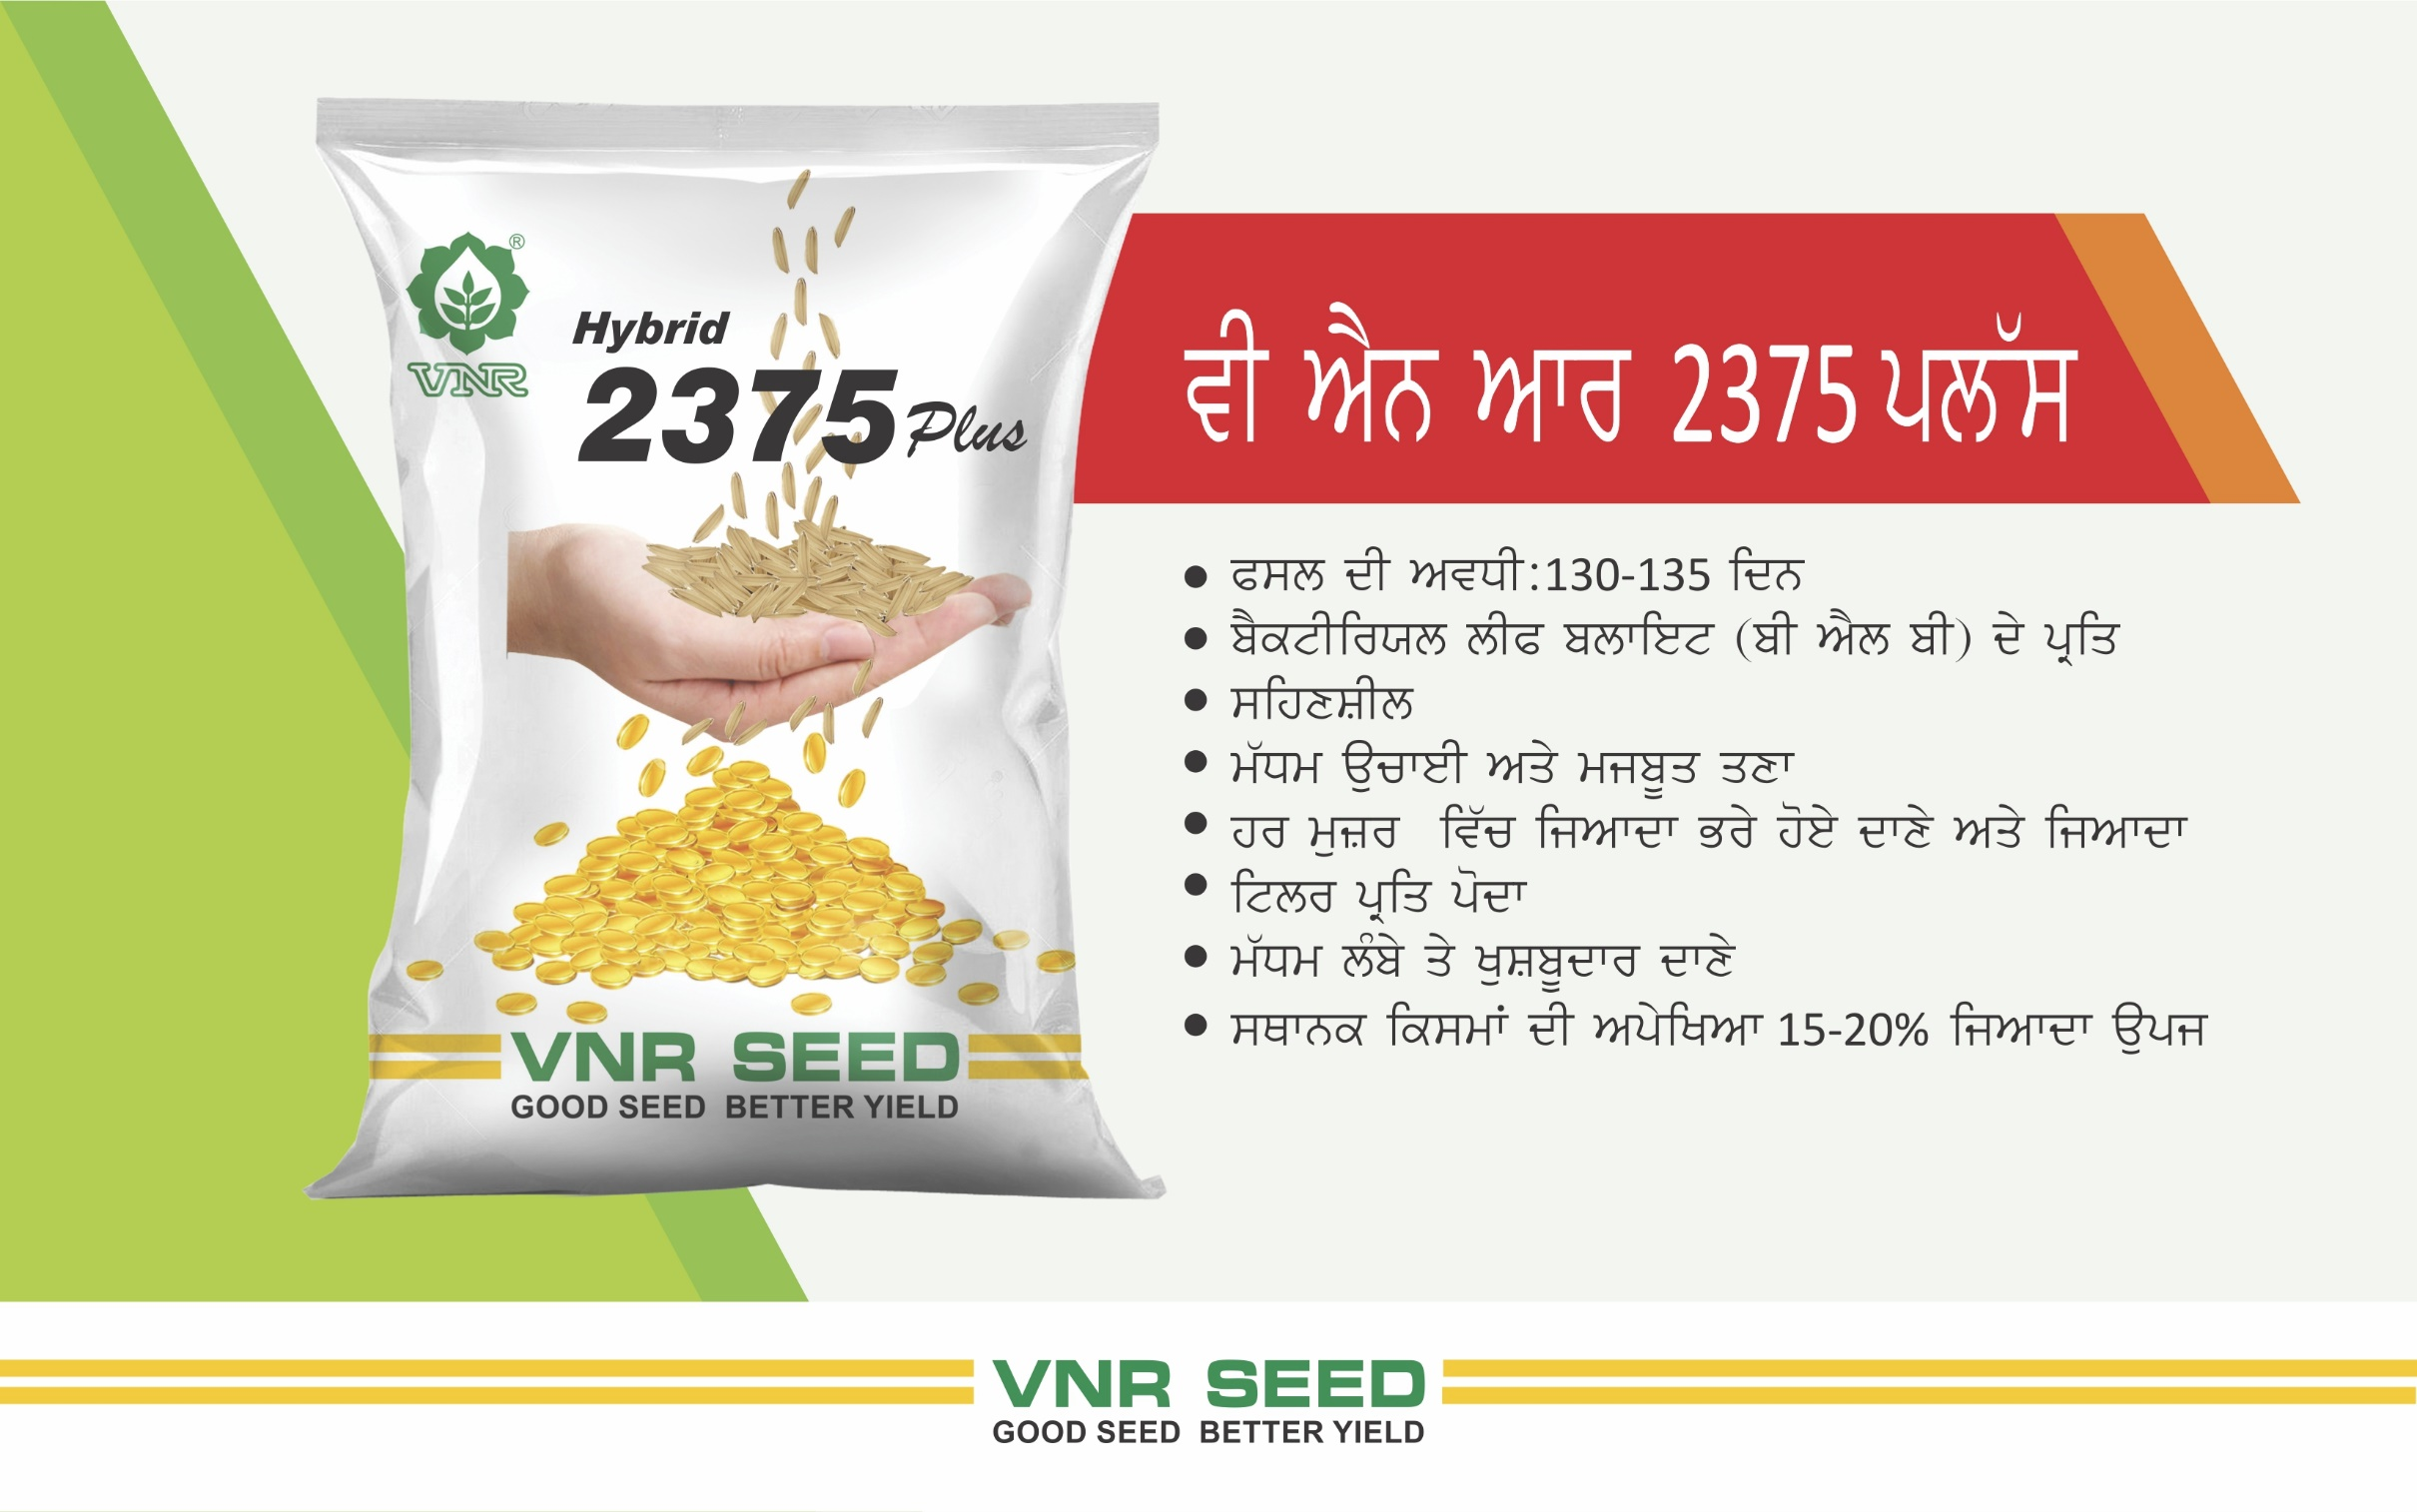 ®
VNR
Hybrid
2375 Plus
VNR SEED
GOOD SEED BETTER YIELD
ਵੀ ਐਨ ਆਰ 2375 ਪਲੱਸ
• ਫਸਲ ਦੀ ਅਵਧੀ:130-135 ਦਿਨ
• ਬੈਕਟੀਰਿਯਲ ਲੀਫ ਬਲਾਇਟ (ਬੀ ਐਲ ਬੀ) ਦੇ ਪ੍ਰਤਿ
• ਸਹਿਣਸ਼ੀਲ
• ਮੱਧਮ ਉਚਾਈ ਅਤੇ ਮਜਬੂਤ ਤਣਾ
• ਹਰ ਮੁਜ਼ਰ ਵਿੱਚ ਜਿਆਦਾ ਭਰੇ ਹੋਏ ਦਾਣੇ ਅਤੇ ਜਿਆਦਾ
• ਟਿਲਰ ਪ੍ਰਤਿ ਪੋਦਾ
• ਮੱਧਮ ਲੰਬੇ ਤੇ ਖੁਸ਼ਬੂਦਾਰ ਦਾਣੇ
• ਸਥਾਨਕ ਕਿਸਮਾਂ ਦੀ ਅਪੇਖਿਆ 15-20% ਜਿਆਦਾ ਉਪਜ
VNR SEED
GOOD SEED BETTER YIELD